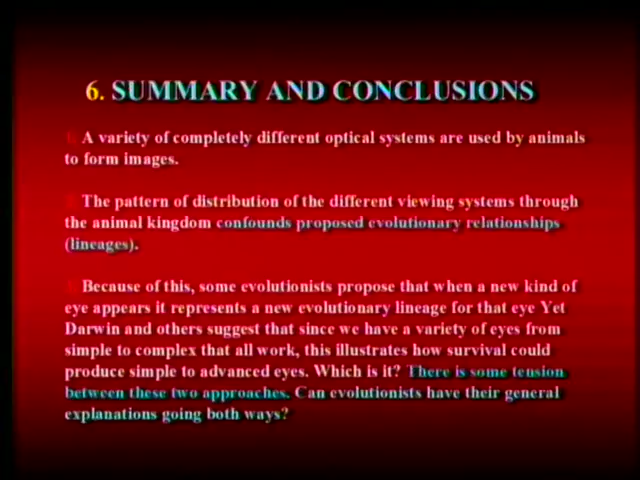 6. SUMMARY AND CONCLUSIONS
A variety of completely different optical systems are used by animals
to form images.
The pattern of distribution of the different viewing systems through
the animal kingdom confounds proposed evolutionary relationships
(lineages).
Because of this, some evolutionists propose that when a new kind of
eye appears it represents a new evolutionary lineage for that eye Yet
Darwin and others suggest that since we have a variety of eyes from
simple to complex that all work, this illustrates how survival could
produce simple to advanced eyes. Which is it? There is some tension
between these two approaches. Can evolutionists have their general
explanations going both ways?